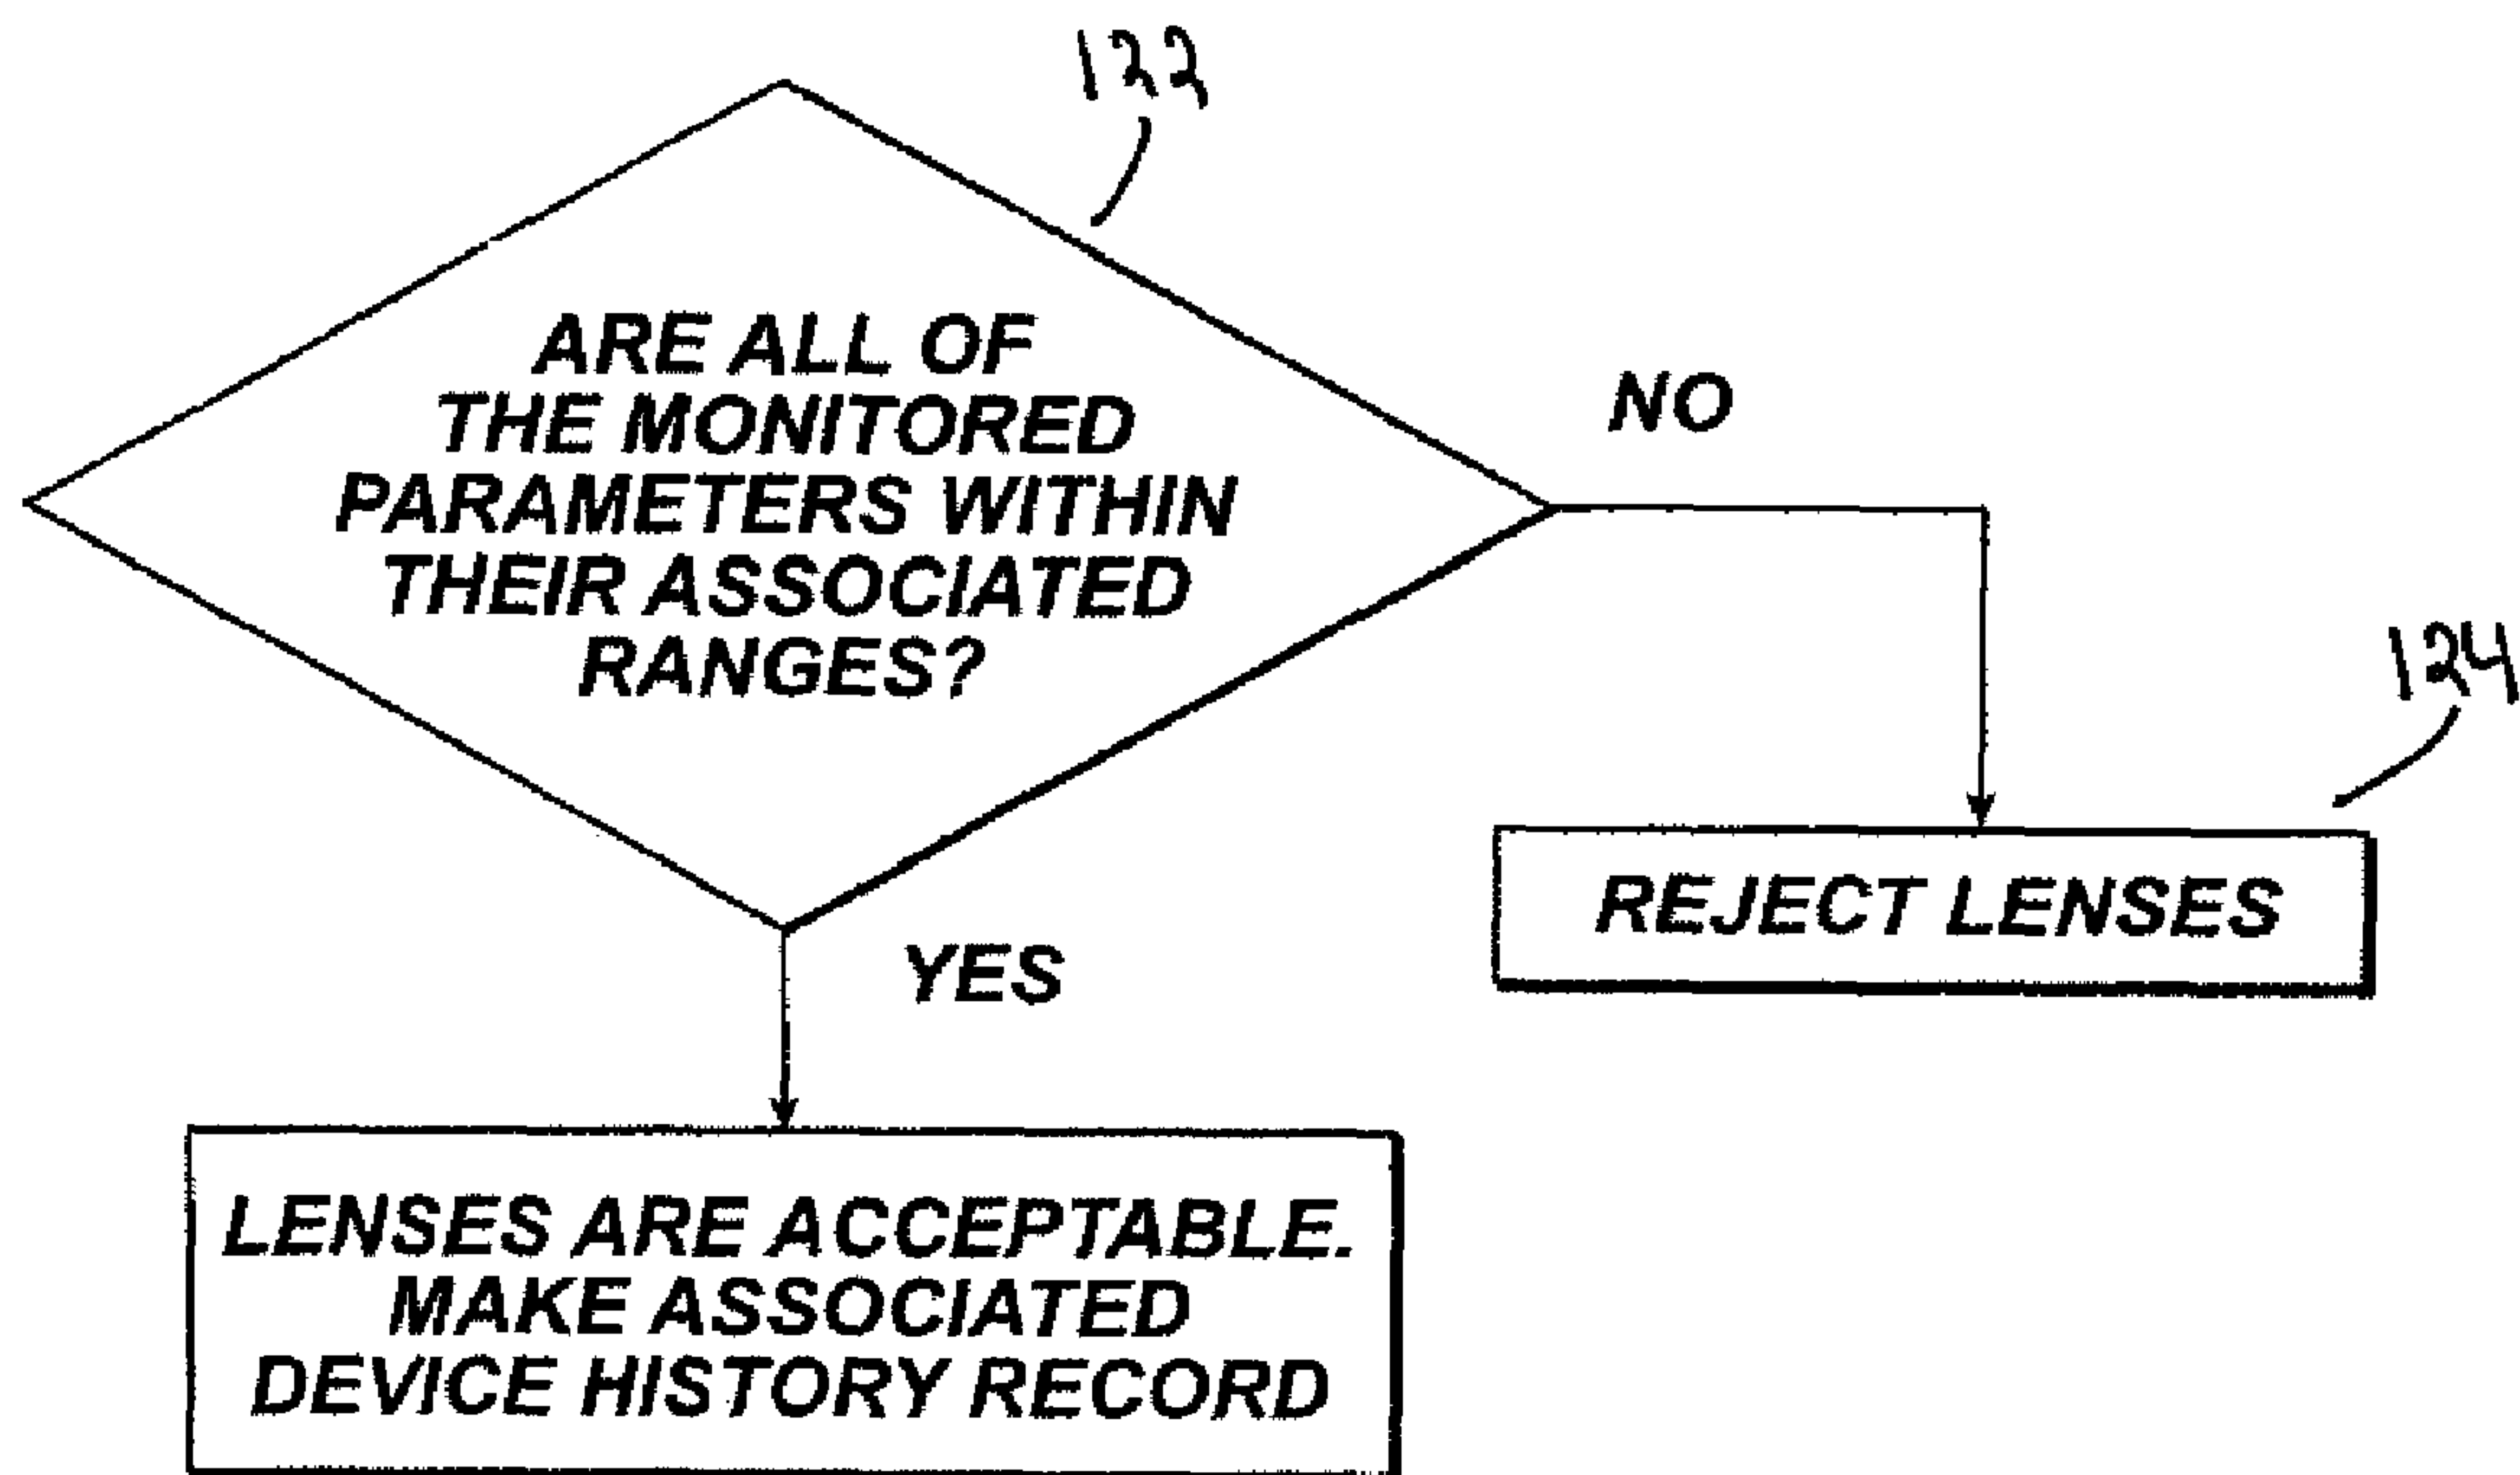 122
ARE ALL OF
THE MONITORED
PARAMETERS WITHIN
THEIR ASSOCIATED
RANGES?
NO
124
REJECT LENSES
YES
LENSES ARE ACCEPTABLE.
MAKE ASSOCIATED
DEVICE HISTORY RECORD